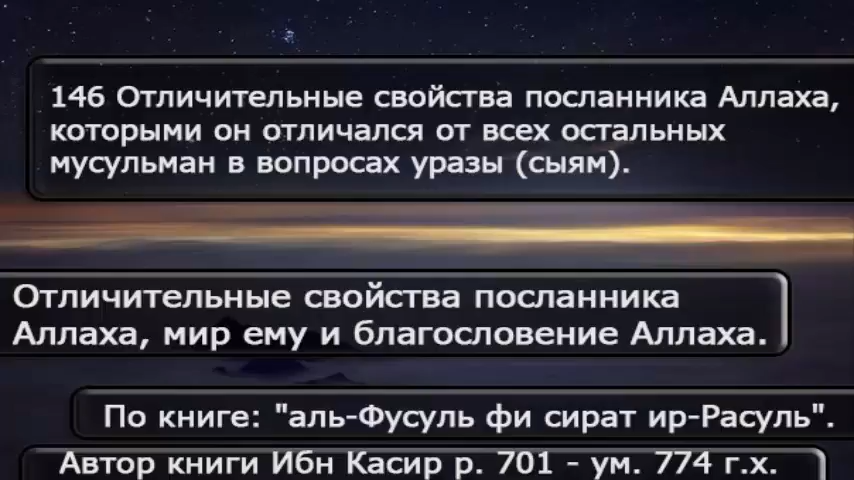 146 Отличительные свойства посланника Аллаха,
которыми он отличался от всех остальных
мусульман в вопросах уразы (сыям).
Отличительные свойства посланника
Аллаха, мир ему и благословение Аллаха.
По книге: "аль-Фусуль фи сират ир-Расуль".
Автор книги Ибн Касир р. 701 - ум. 774 г.х.